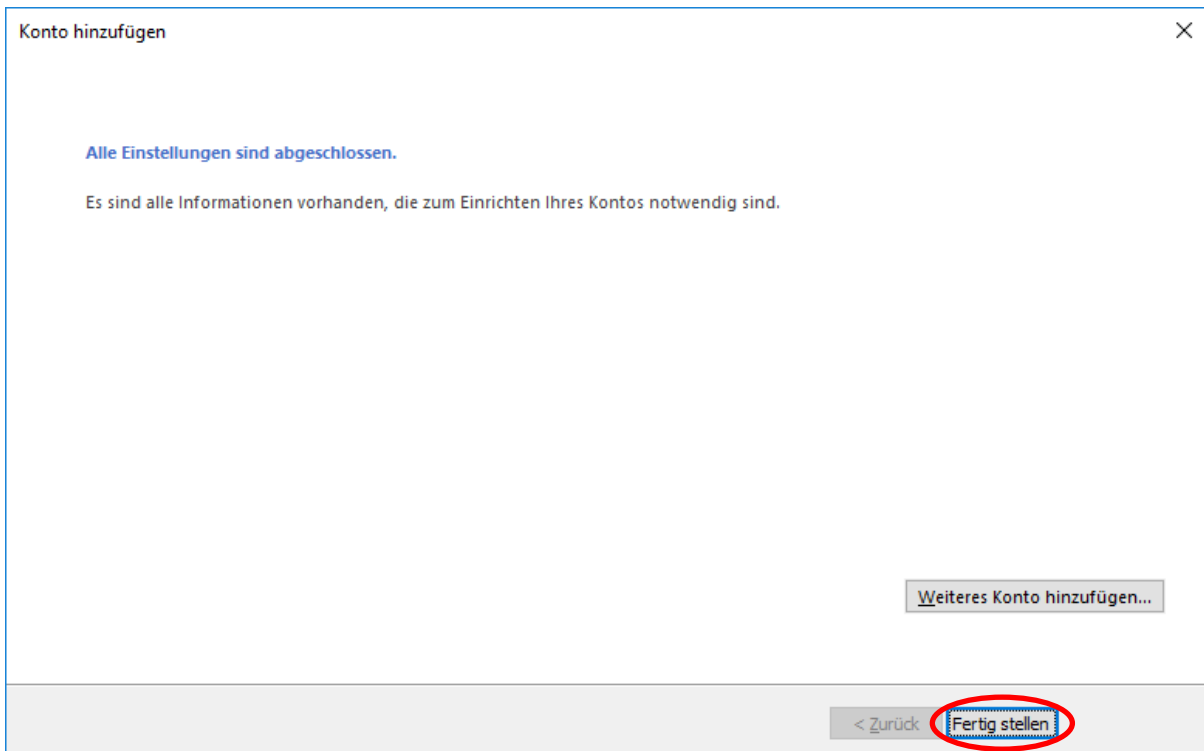 Konto hinzufügen
Alle Einstellungen sind abgeschlossen.
Es sind alle Informationen vorhanden, die zum Einrichten Ihres Kontos notwendig sind.
Weiteres Konto hinzufügen...
< Zurück
Fertig stellen